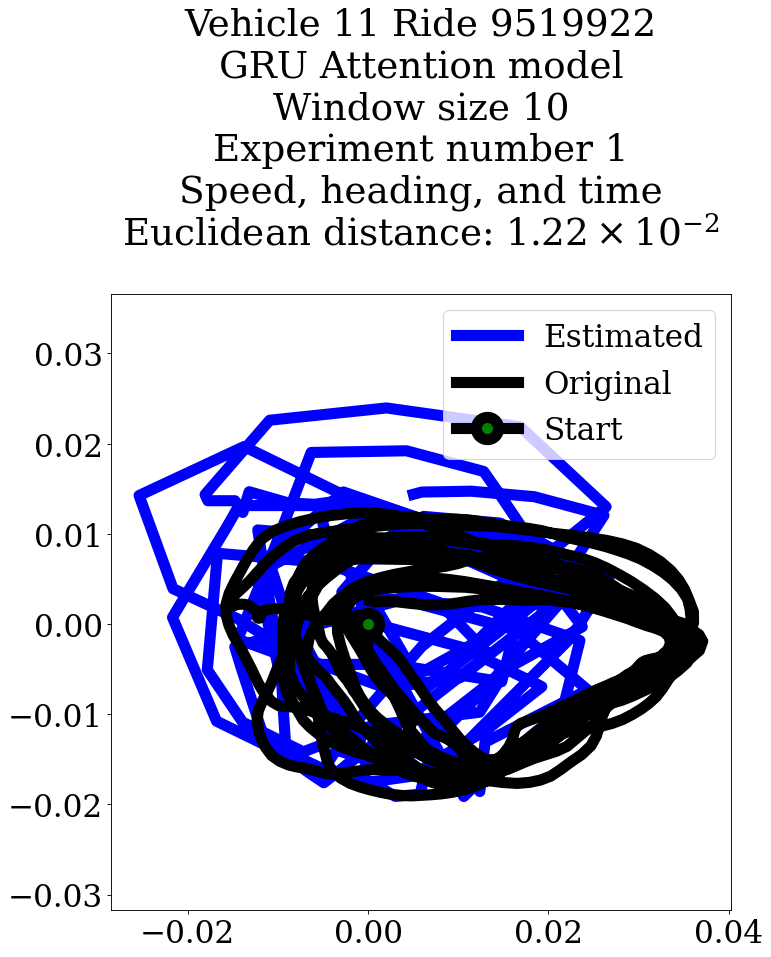 Vehicle 11 Ride 9519922
GRU Attention model
Window size 10
Experiment number 1
Speed, heading, and time
Euclidean distance: 1.22 × 10⁻²
Estimated
Original
Start
0.03
0.02
0.01
0.00
−0.01
−0.02
−0.03
−0.02 0.00 0.02 0.04